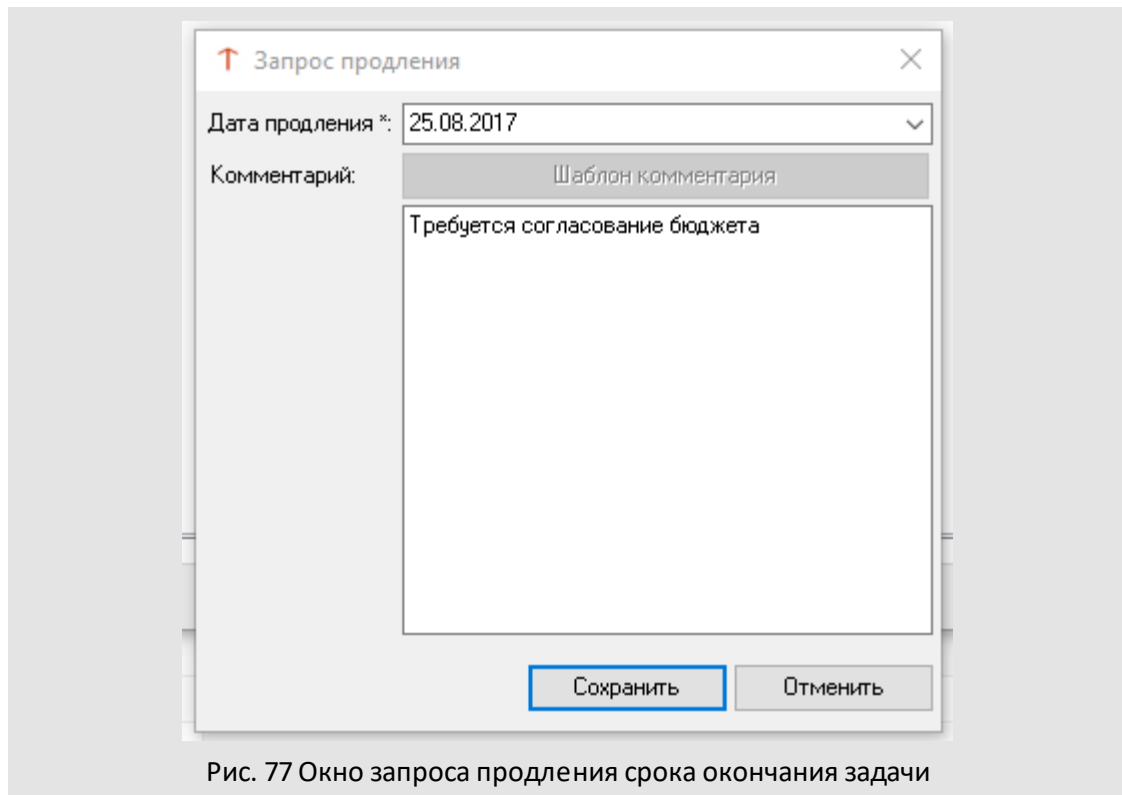 Запрос продления
Дата продления *: 25.08.2017
Комментарий: Шаблон комментария
Требуется согласование бюджета
Сохранить Отменить
Рис. 77 Окно запроса продления срока окончания задачи